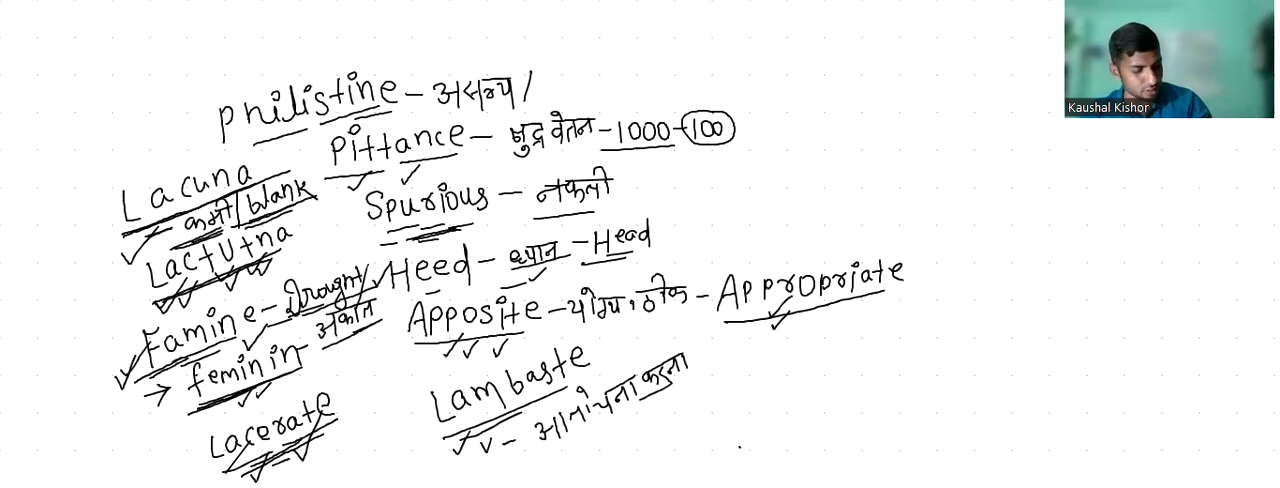 Philistine - असभ्य/
Pittance - क्षुद्र वेतन - 1000 - 100
Lacuna
कमी/blank
Spurious - नकली
Lactutna
Heed - ध्यान - Head
Famine - Drought/
अकाल
Apposite - योग्य, ठीक - Appropriate
→ feminin -
Lambaste
- आलोचना करना
Lacerate
Kaushal Kishor